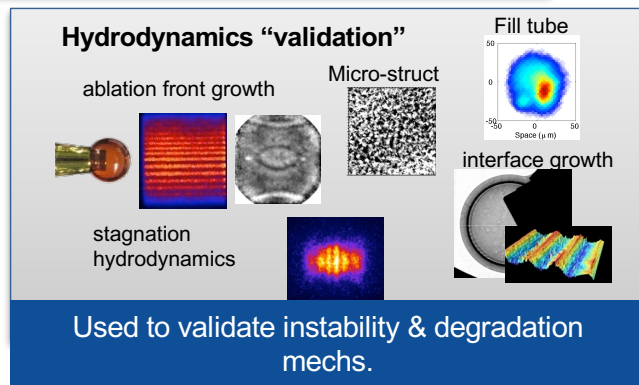 Hydrodynamics “validation”
Fill tube
ablation front growth
Micro-struct
50
0
-50
-50
0
50
Space (μm)
interface growth
stagnation
hydrodynamics
Used to validate instability & degradation
mechs.